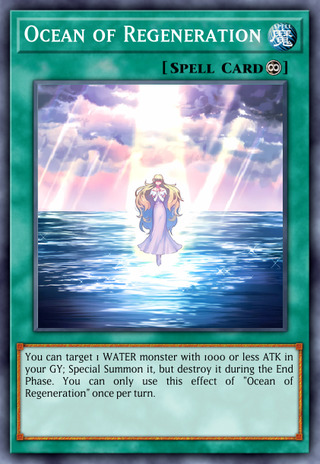 Ocean of Regeneration 魔
[Spell Card∞]
You can target 1 WATER monster with 1000 or less ATK in
your GY; Special Summon it, but destroy it during the End
Phase. You can only use this effect of "Ocean of
Regeneration" once per turn.